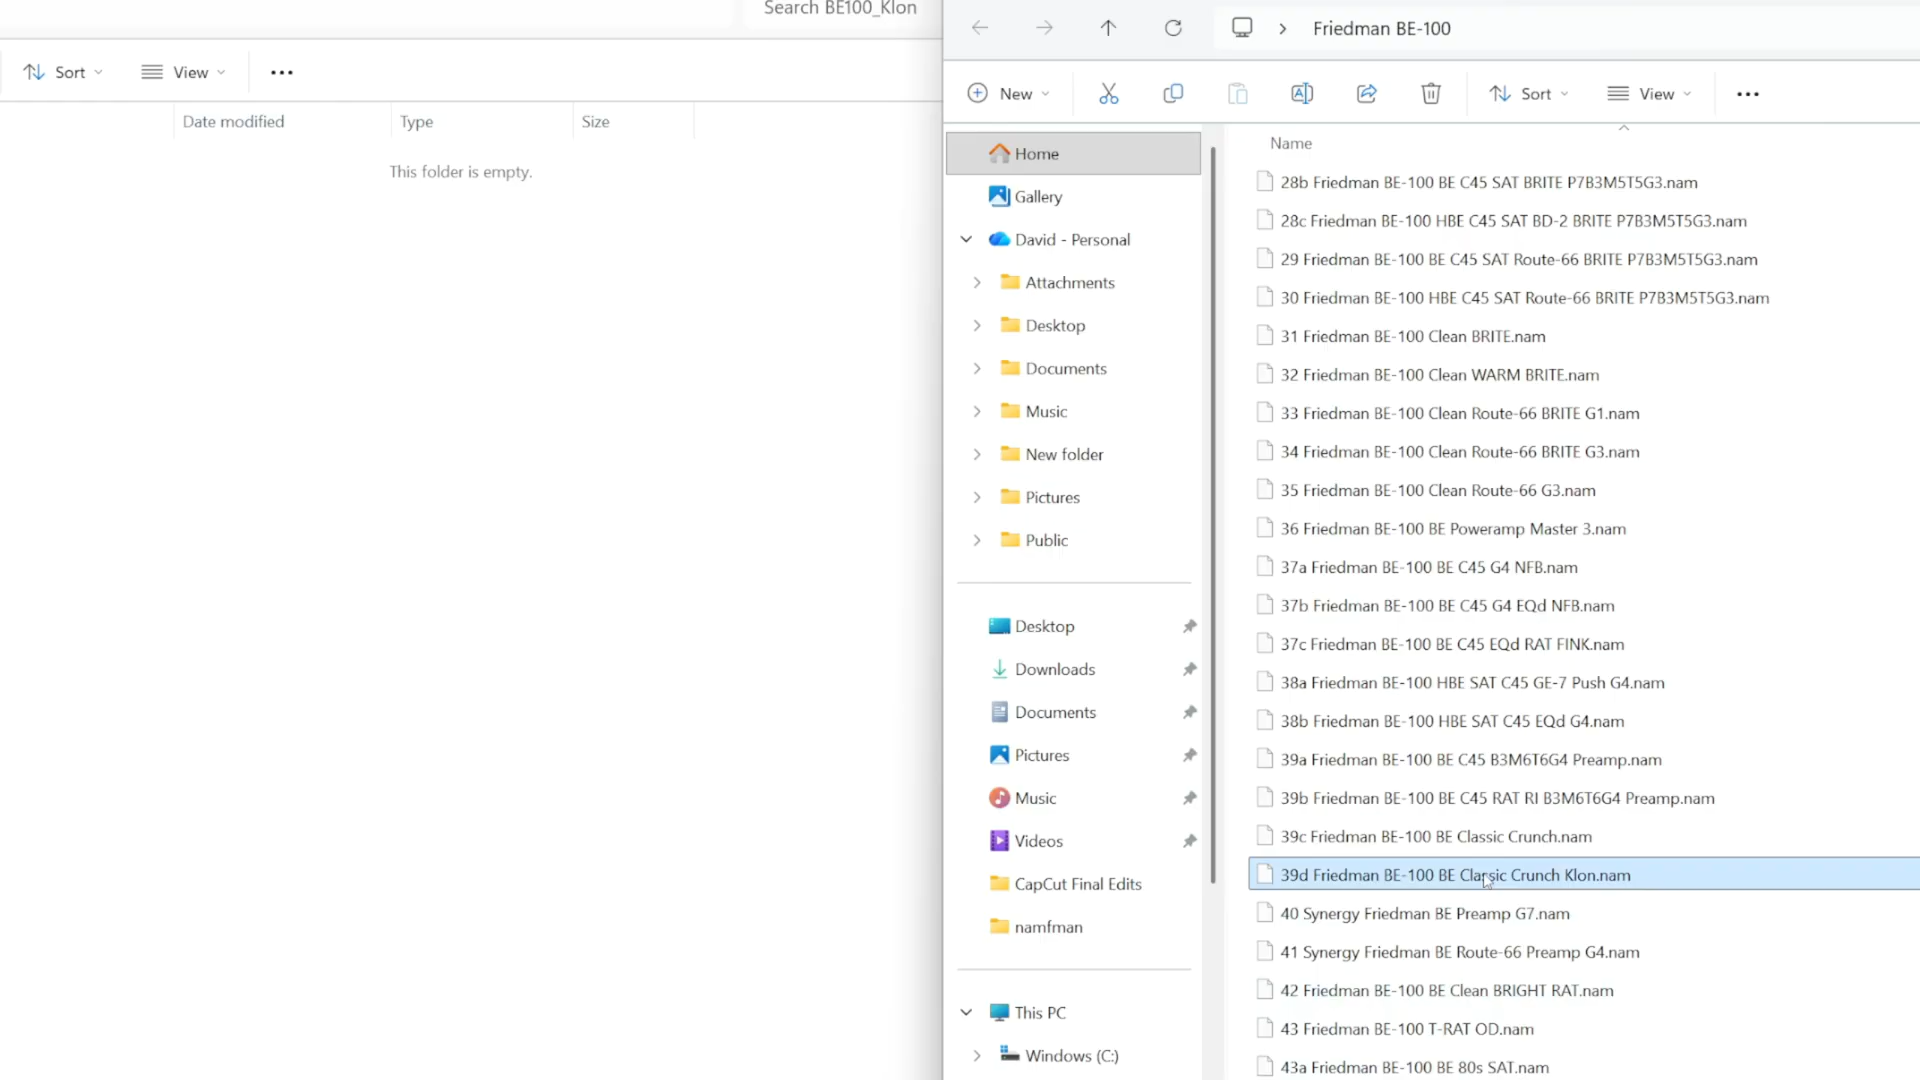 Search BE100_Klon
Sort
View
Date modified
Type
Size
This folder is empty.
Friedman BE-100
New
Sort
View
Home
Gallery
David - Personal
Attachments
Desktop
Documents
Music
New folder
Pictures
Public
Desktop
Downloads
Documents
Pictures
Music
Videos
CapCut Final Edits
namfman
This PC
Windows (C:)
Name
28b Friedman BE-100 BE C45 SAT BRITE P7B3M5T5G3.nam
28c Friedman BE-100 HBE C45 SAT BD-2 BRITE P7B3M5T5G3.nam
29 Friedman BE-100 BE C45 SAT Route-66 BRITE P7B3M5T5G3.nam
30 Friedman BE-100 HBE C45 SAT Route-66 BRITE P7B3M5T5G3.nam
31 Friedman BE-100 Clean BRITE.nam
32 Friedman BE-100 Clean WARM BRITE.nam
33 Friedman BE-100 Clean Route-66 BRITE G1.nam
34 Friedman BE-100 Clean Route-66 BRITE G3.nam
35 Friedman BE-100 Clean Route-66 G3.nam
36 Friedman BE-100 BE Poweramp Master 3.nam
37a Friedman BE-100 BE C45 G4 NFB.nam
37b Friedman BE-100 BE C45 G4 EQd NFB.nam
37c Friedman BE-100 BE C45 EQd RAT FINK.nam
38a Friedman BE-100 HBE SAT C45 GE-7 Push G4.nam
38b Friedman BE-100 HBE SAT C45 EQd G4.nam
39a Friedman BE-100 BE C45 B3M6T6G4 Preamp.nam
39b Friedman BE-100 BE C45 RAT RI B3M6T6G4 Preamp.nam
39c Friedman BE-100 BE Classic Crunch.nam
39d Friedman BE-100 BE Classic Crunch Klon.nam
40 Synergy Friedman BE Preamp G7.nam
41 Synergy Friedman BE Route-66 Preamp G4.nam
42 Friedman BE-100 BE Clean BRIGHT RAT.nam
43 Friedman BE-100 T-RAT OD.nam
43a Friedman BE-100 BE 80s SAT.nam